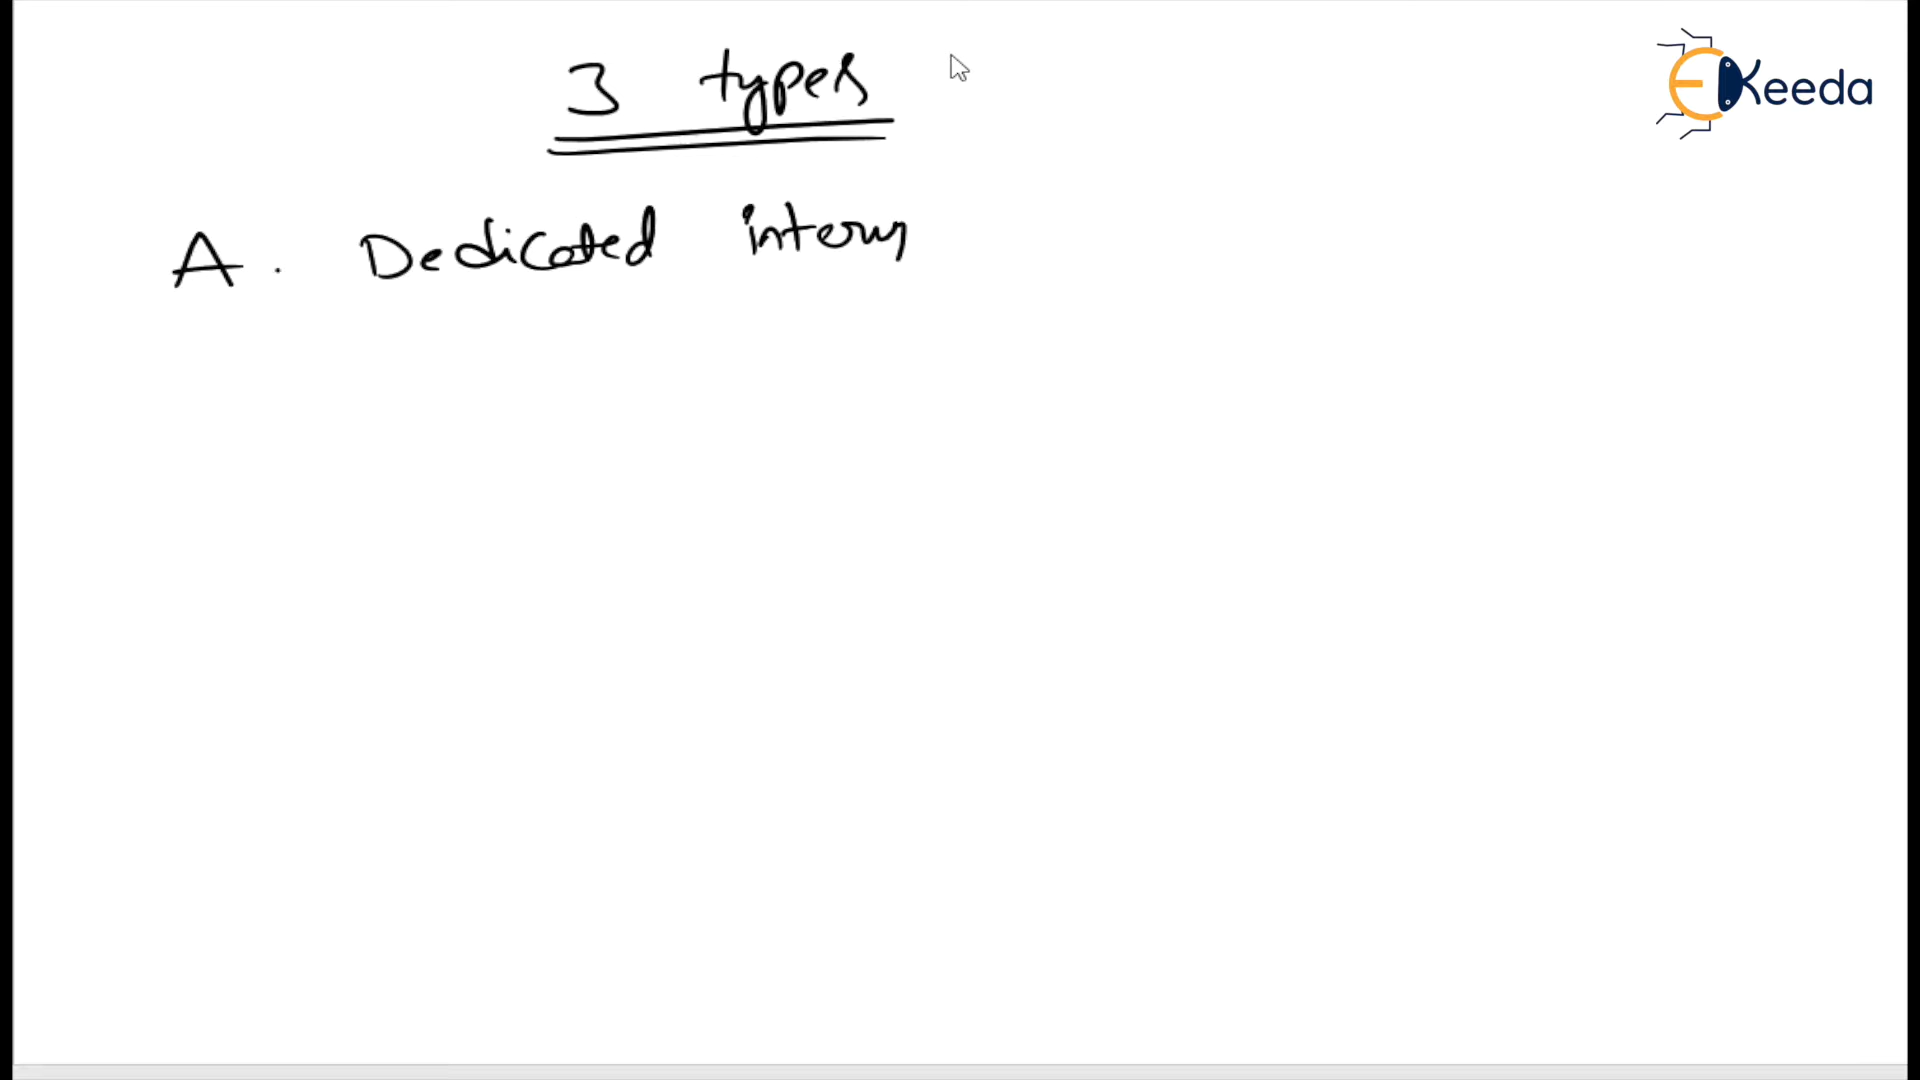 3 types
EKeeda
A. Dedicated interru